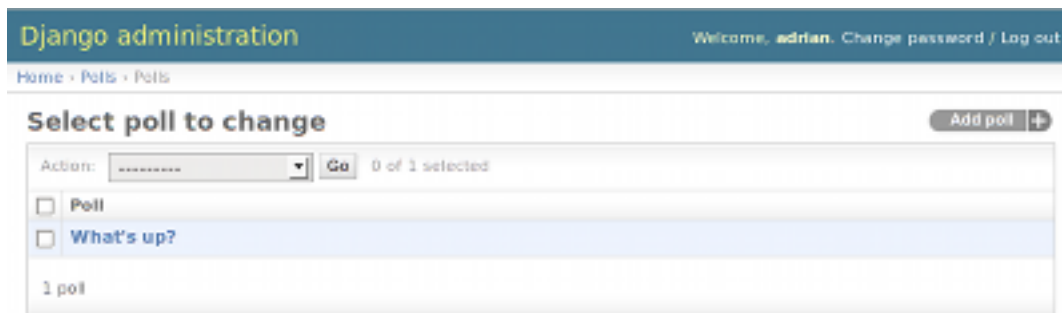 Django administration
Welcome, adrian. Change password / Log out
Home › Polls › Polls
Select poll to change
Add poll +
Action: --------- Go 0 of 1 selected
Poll
What's up?
1 poll